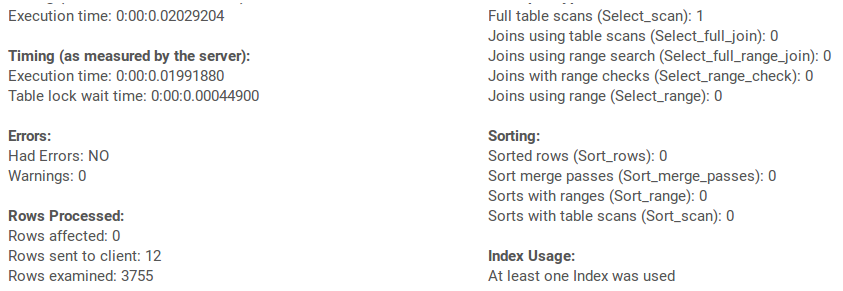 Execution time: 0:00:0.02029204
Timing (as measured by the server):
Execution time: 0:00:0.01991880
Table lock wait time: 0:00:0.00044900
Errors:
Had Errors: NO
Warnings: 0
Rows Processed:
Rows affected: 0
Rows sent to client: 12
Rows examined: 3755
Full table scans (Select_scan): 1
Joins using table scans (Select_full_join): 0
Joins using range search (Select_full_range_join): 0
Joins with range checks (Select_range_check): 0
Joins using range (Select_range): 0
Sorting:
Sorted rows (Sort_rows): 0
Sort merge passes (Sort_merge_passes): 0
Sorts with ranges (Sort_range): 0
Sorts with table scans (Sort_scan): 0
Index Usage:
At least one Index was used